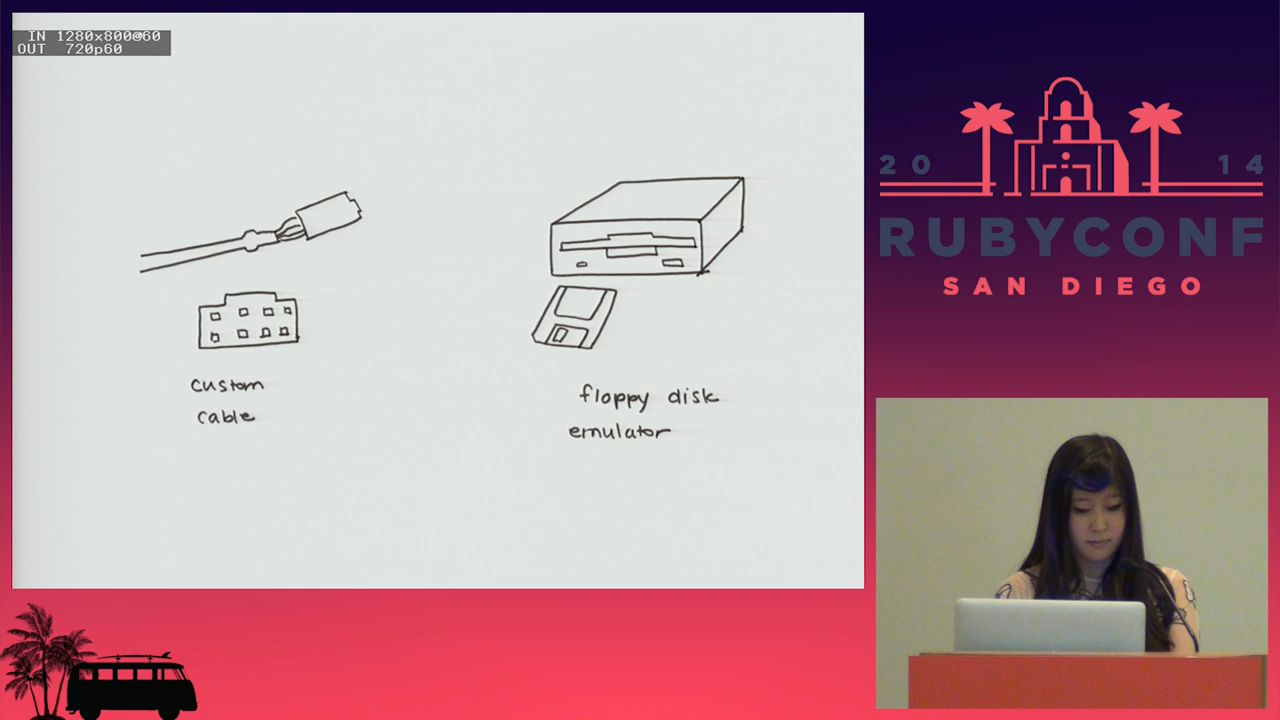 IN 1280x800@60
OUT 720p60
custom
cable
floppy disk
emulator
20 14
RUBYCONF
SAN DIEGO